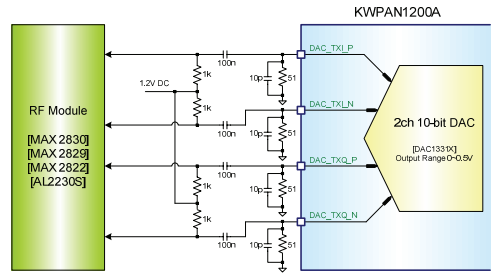 KWPAN1200A
DAC_TXI_P
100n
1k
10p
51
1.2V DC
1k
DAC_TXI_N
100n
10p
51
RF Module
[MAX 2830]
[MAX 2829]
[MAX 2822]
[AL2230S]
2ch 10-bit DAC
[DAC1331X]
Output Range 0~0.5V
DAC_TXQ_P
100n
1k
10p
51
1k
DAC_TXQ_N
100n
10p
51